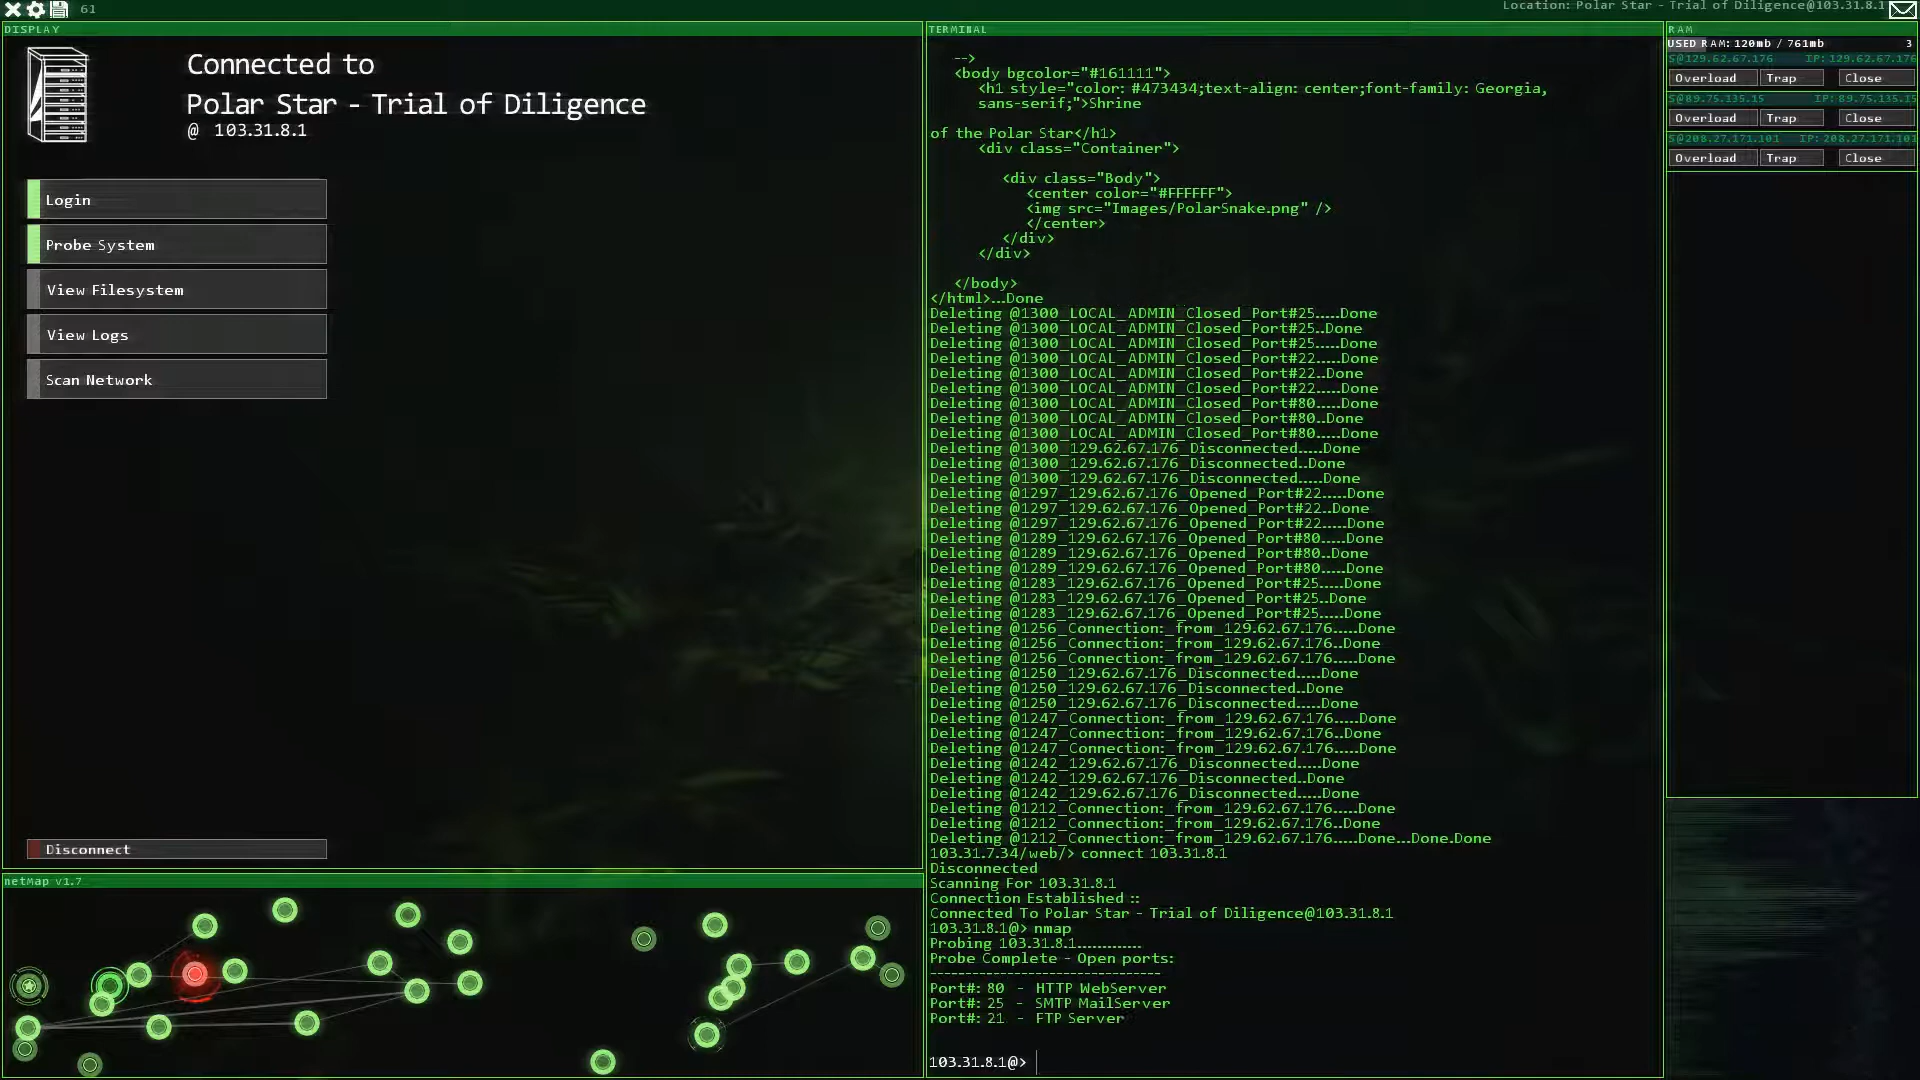 61
Location: Polar Star - Trial of Diligence@103.31.8.1
DISPLAY
Connected to
Polar Star - Trial of Diligence
@ 103.31.8.1
Login
Probe System
View Filesystem
View Logs
Scan Network
Disconnect
netMap v1.7
TERMINAL
-->
<body bgcolor="#161111">
<h1 style="color: #473434;text-align: center;font-family: Georgia,
sans-serif;">Shrine
of the Polar Star</h1>
<div class="Container">
<div class="Body">
<center color="#FFFFFF">
<img src="Images/PolarSnake.png" />
</center>
</div>
</div>
</body>
</html>...Done
Deleting @1300_LOCAL_ADMIN_Closed_Port#25.....Done
Deleting @1300_LOCAL_ADMIN_Closed_Port#25..Done
Deleting @1300_LOCAL_ADMIN_Closed_Port#25.....Done
Deleting @1300_LOCAL_ADMIN_Closed_Port#22.....Done
Deleting @1300_LOCAL_ADMIN_Closed_Port#22..Done
Deleting @1300_LOCAL_ADMIN_Closed_Port#22.....Done
Deleting @1300_LOCAL_ADMIN_Closed_Port#80.....Done
Deleting @1300_LOCAL_ADMIN_Closed_Port#80..Done
Deleting @1300_LOCAL_ADMIN_Closed_Port#80.....Done
Deleting @1300_129.62.67.176_Disconnected.....Done
Deleting @1300_129.62.67.176_Disconnected..Done
Deleting @1300_129.62.67.176_Disconnected.....Done
Deleting @1297_129.62.67.176_Opened_Port#22.....Done
Deleting @1297_129.62.67.176_Opened_Port#22..Done
Deleting @1297_129.62.67.176_Opened_Port#22.....Done
Deleting @1289_129.62.67.176_Opened_Port#80.....Done
Deleting @1289_129.62.67.176_Opened_Port#80..Done
Deleting @1289_129.62.67.176_Opened_Port#80.....Done
Deleting @1283_129.62.67.176_Opened_Port#25.....Done
Deleting @1283_129.62.67.176_Opened_Port#25..Done
Deleting @1283_129.62.67.176_Opened_Port#25.....Done
Deleting @1256_Connection:_from_129.62.67.176.....Done
Deleting @1256_Connection:_from_129.62.67.176..Done
Deleting @1256_Connection:_from_129.62.67.176.....Done
Deleting @1250_129.62.67.176_Disconnected.....Done
Deleting @1250_129.62.67.176_Disconnected..Done
Deleting @1250_129.62.67.176_Disconnected.....Done
Deleting @1247_Connection:_from_129.62.67.176.....Done
Deleting @1247_Connection:_from_129.62.67.176..Done
Deleting @1247_Connection:_from_129.62.67.176.....Done
Deleting @1242_129.62.67.176_Disconnected.....Done
Deleting @1242_129.62.67.176_Disconnected..Done
Deleting @1242_129.62.67.176_Disconnected.....Done
Deleting @1212_Connection:_from_129.62.67.176.....Done
Deleting @1212_Connection:_from_129.62.67.176..Done
Deleting @1212_Connection:_from_129.62.67.176.....Done...Done.Done
103.31.7.34/web/> connect 103.31.8.1
Disconnected
Scanning For 103.31.8.1
Connection Established ::
Connected To Polar Star - Trial of Diligence@103.31.8.1
103.31.8.1@> nmap
Probing 103.31.8.1.............
Probe Complete - Open ports:
---------------------------------
Port#: 80 - HTTP WebServer
Port#: 25 - SMTP MailServer
Port#: 21 - FTP Server
103.31.8.1@>
RAM
USED RAM: 120mb / 761mb 3
S@129.62.67.176 IP: 129.62.67.176
Overload Trap Close
S@89.75.135.15 IP: 89.75.135.15
Overload Trap Close
S@208.27.171.101 IP: 208.27.171.101
Overload Trap Close